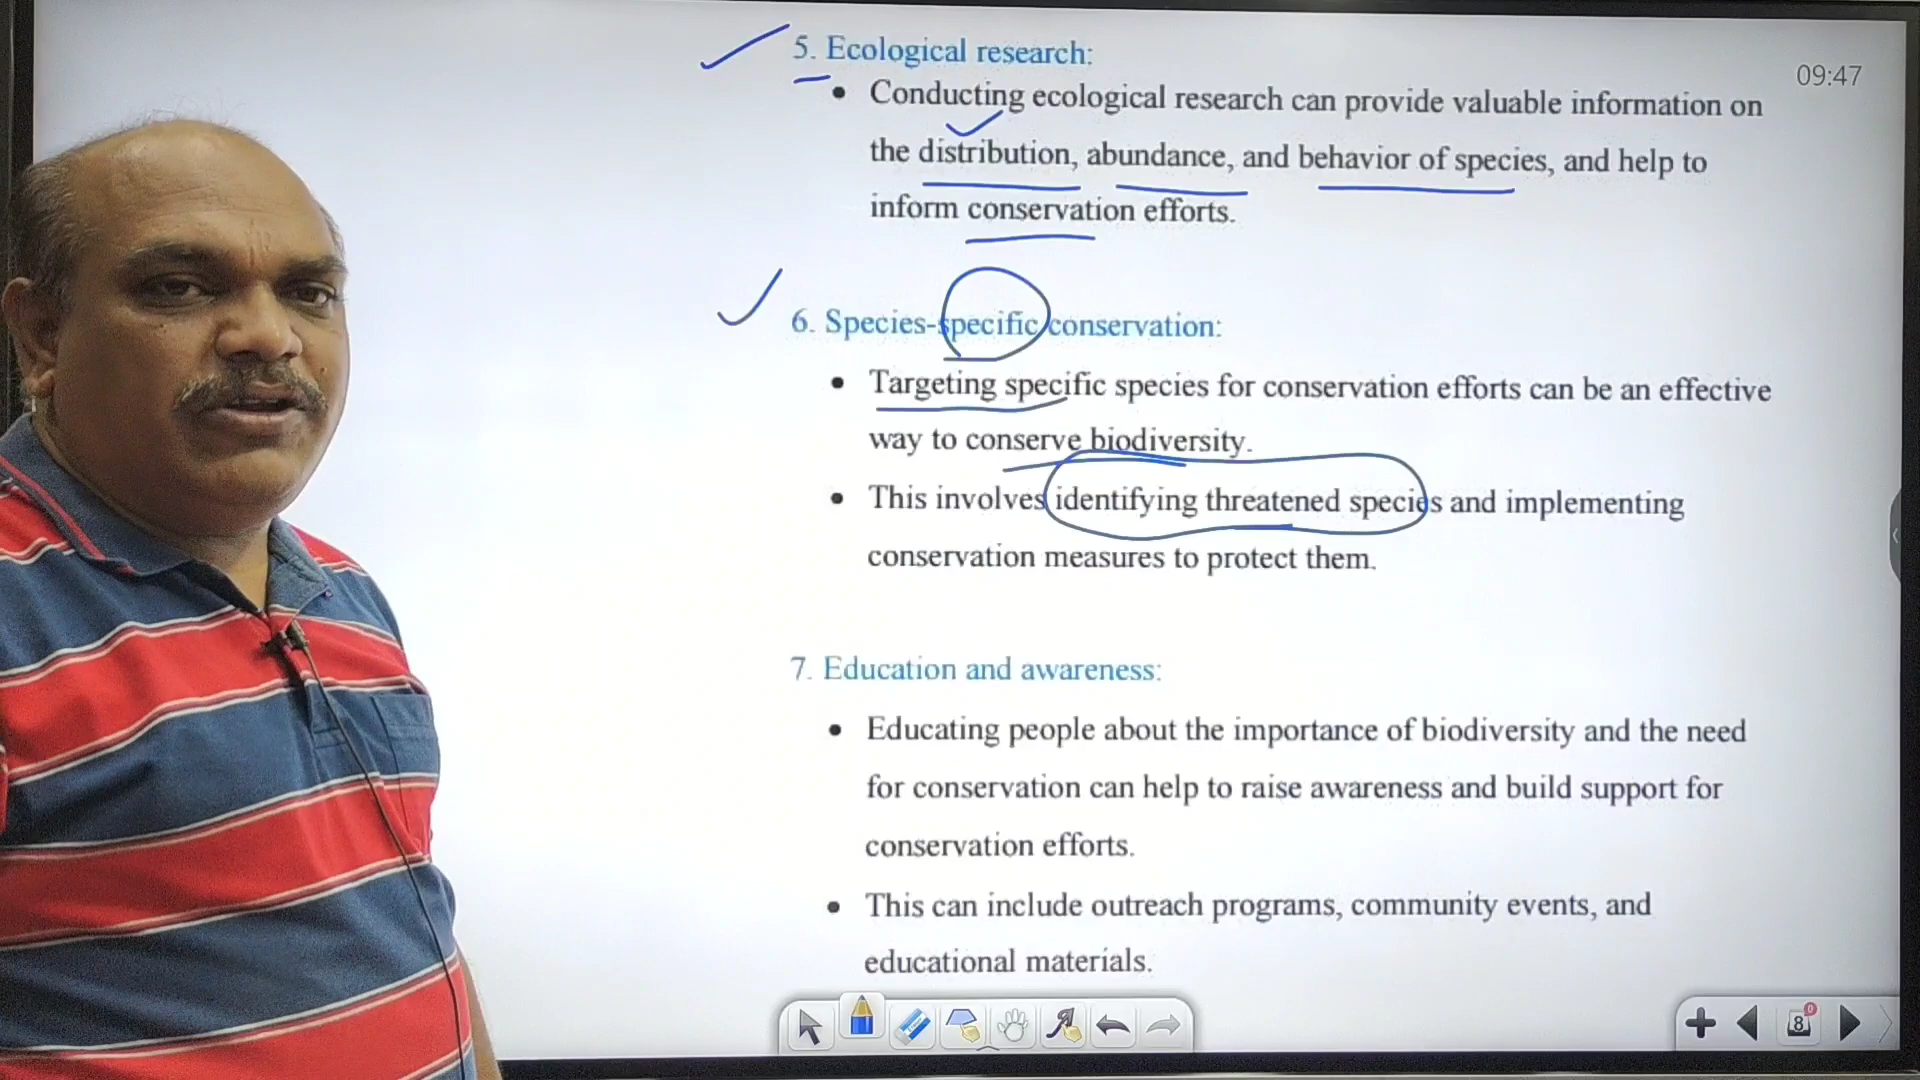 5. Ecological research:
09:47
• Conducting ecological research can provide valuable information on
the distribution, abundance, and behavior of species, and help to
inform conservation efforts.
6. Species-specific conservation:
• Targeting specific species for conservation efforts can be an effective
way to conserve biodiversity.
• This involves identifying threatened species and implementing
conservation measures to protect them.
7. Education and awareness:
• Educating people about the importance of biodiversity and the need
for conservation can help to raise awareness and build support for
conservation efforts.
• This can include outreach programs, community events, and
educational materials.
8